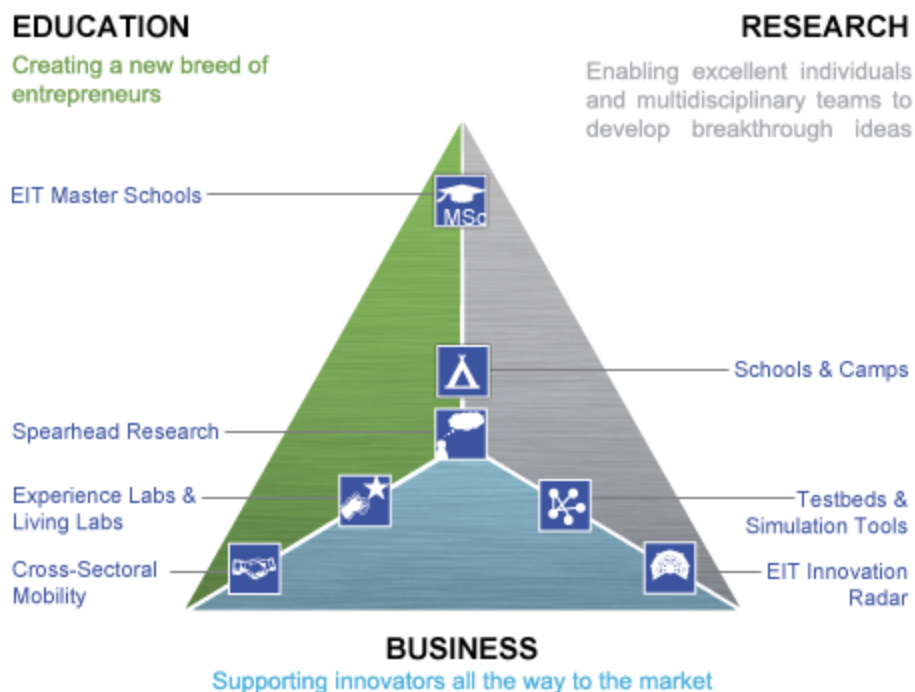 EDUCATION
Creating a new breed of
entrepreneurs
RESEARCH
Enabling excellent individuals
and multidisciplinary teams to
develop breakthrough ideas
EIT Master Schools
MSc
Schools & Camps
Spearhead Research
Experience Labs &
Living Labs
Testbeds &
Simulation Tools
Cross-Sectoral
Mobility
EIT Innovation
Radar
BUSINESS
Supporting innovators all the way to the market